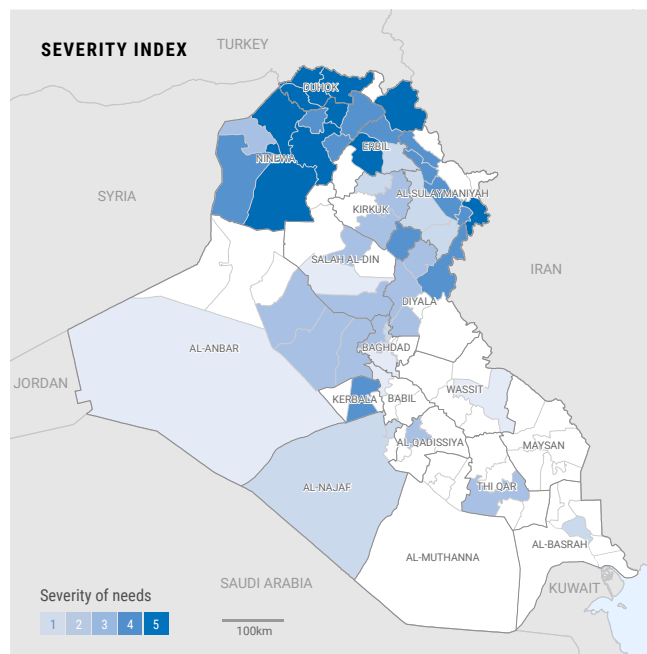 SEVERITY INDEX
TURKEY
DUHOK
NINEWA
ERBIL
SYRIA
AL-SULAYMANIYAH
KIRKUK
SALAH AL-DIN
IRAN
DIYALA
AL-ANBAR
BAGHDAD
JORDAN
KERBALA
BABIL
WASSIT
AL-QADISSIYA
MAYSAN
AL-NAJAF
THI QAR
AL-BASRAH
AL-MUTHANNA
SAUDI ARABIA
KUWAIT
Severity of needs
1 2 3 4 5
100km